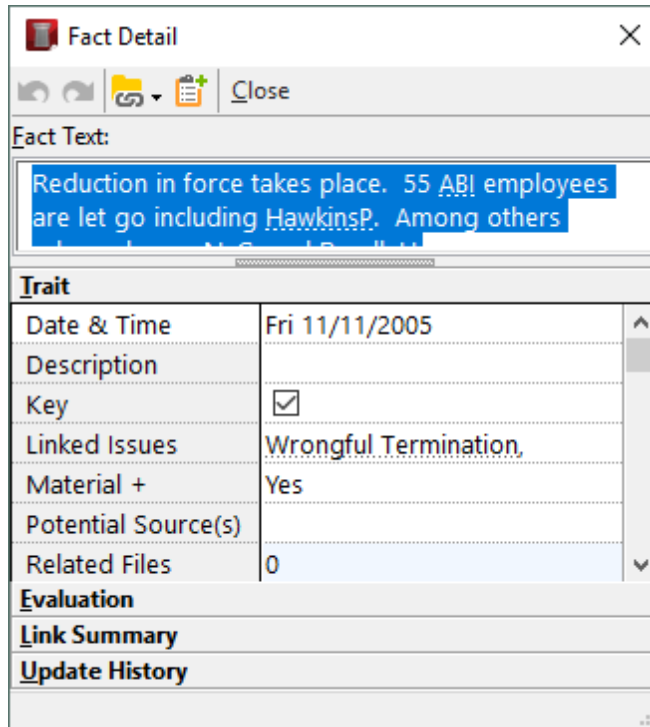 Fact Detail
Close
Fact Text:
Reduction in force takes place. 55 ABI employees
are let go including HawkinsP. Among others
Trait
Date & Time Fri 11/11/2005
Description
Key
Linked Issues Wrongful Termination,
Material + Yes
Potential Source(s)
Related Files 0
Evaluation
Link Summary
Update History